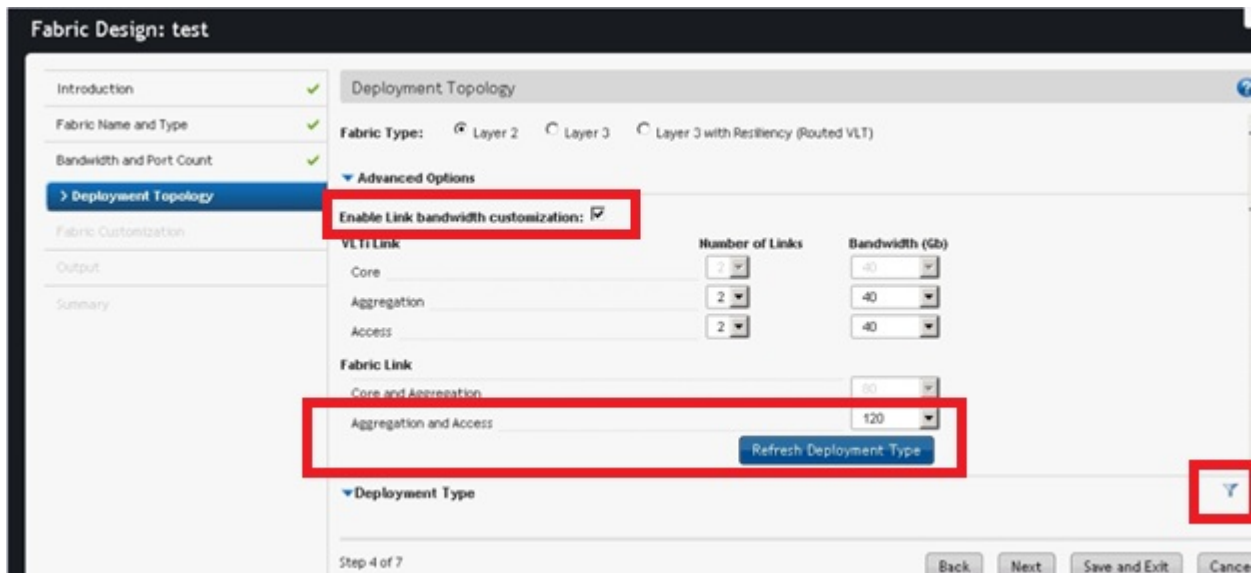 Fabric Design: test
Introduction
Fabric Name and Type
Bandwidth and Port Count
> Deployment Topology
Fabric Customization
Output
Summary
Deployment Topology
?
Fabric Type: Layer 2 Layer 3 Layer 3 with Resiliency (Routed VLT)
Advanced Options
Enable Link bandwidth customization:
VLTi Link Number of Links Bandwidth (Gb)
Core 2 40
Aggregation 2 40
Access 2 40
Fabric Link
Core and Aggregation 80
Aggregation and Access 120
Refresh Deployment Type
Deployment Type
Step 4 of 7
Back Next Save and Exit Cance